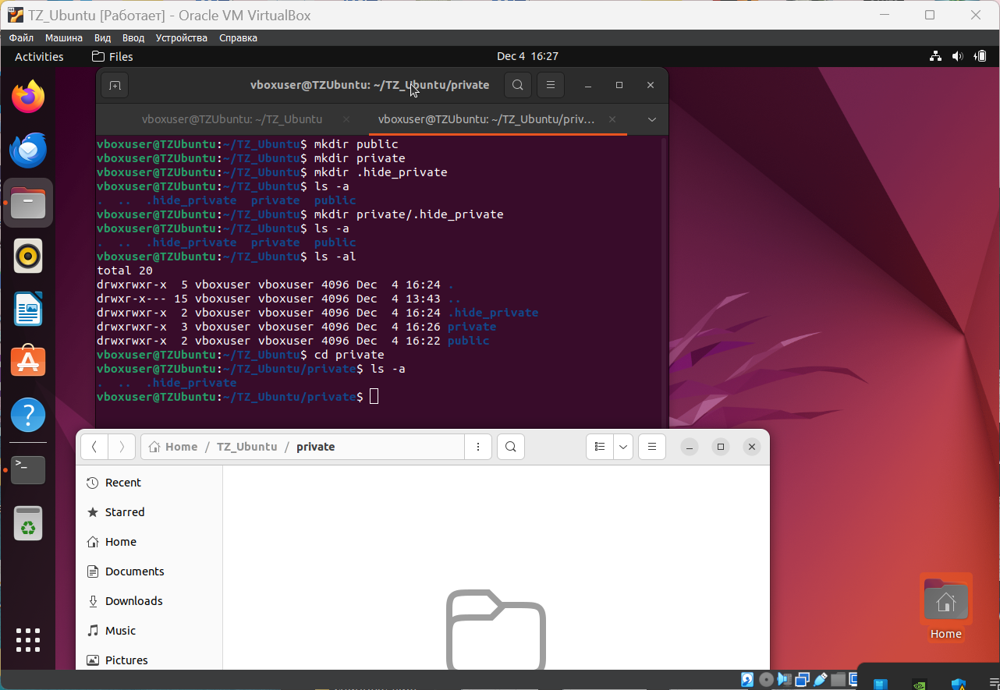 TZ_Ubuntu [Работает] - Oracle VM VirtualBox
Файл Машина Вид Ввод Устройства Справка
Activities Files Dec 4 16:27
vboxuser@TZUbuntu: ~/TZ_Ubuntu/private
vboxuser@TZUbuntu: ~/TZ_Ubuntu vboxuser@TZUbuntu: ~/TZ_Ubuntu/priv...
vboxuser@TZUbuntu:~/TZ_Ubuntu$ mkdir public
vboxuser@TZUbuntu:~/TZ_Ubuntu$ mkdir private
vboxuser@TZUbuntu:~/TZ_Ubuntu$ mkdir .hide_private
vboxuser@TZUbuntu:~/TZ_Ubuntu$ ls -a
. .. .hide_private private public
vboxuser@TZUbuntu:~/TZ_Ubuntu$ mkdir private/.hide_private
vboxuser@TZUbuntu:~/TZ_Ubuntu$ ls -a
. .. .hide_private private public
vboxuser@TZUbuntu:~/TZ_Ubuntu$ ls -al
total 20
drwxrwxr-x 5 vboxuser vboxuser 4096 Dec 4 16:24 .
drwxr-x--- 15 vboxuser vboxuser 4096 Dec 4 13:43 ..
drwxrwxr-x 2 vboxuser vboxuser 4096 Dec 4 16:24 .hide_private
drwxrwxr-x 3 vboxuser vboxuser 4096 Dec 4 16:26 private
drwxrwxr-x 2 vboxuser vboxuser 4096 Dec 4 16:22 public
vboxuser@TZUbuntu:~/TZ_Ubuntu$ cd private
vboxuser@TZUbuntu:~/TZ_Ubuntu/private$ ls -a
. .. .hide_private
vboxuser@TZUbuntu:~/TZ_Ubuntu/private$
Home / TZ_Ubuntu / private
Recent
Starred
Home
Documents
Downloads
Music
Pictures
Home